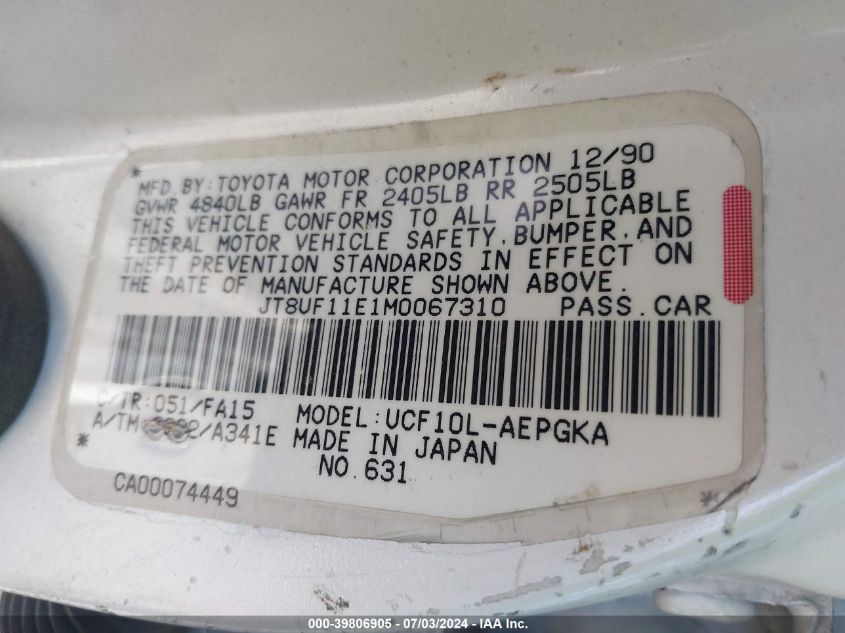 MFD.BY:TOYOTA MOTOR CORPORATION 12/90
GVWR 4840LB GAWR FR 2405LB RR 2505LB
THIS VEHICLE CONFORMS TO ALL APPLICABLE
FEDERAL MOTOR VEHICLE SAFETY,BUMPER,AND
THEFT PREVENTION STANDARDS IN EFFECT ON
THE DATE OF MANUFACTURE SHOWN ABOVE.
JT8UF11E1M0067310 PASS.CAR
C/TR:051/FA15 MODEL:UCF10L-AEPGKA
A/TM /A341E MADE IN JAPAN
NO.631
CA00074449
000-39806905 - 07/03/2024 - IAAI Inc.